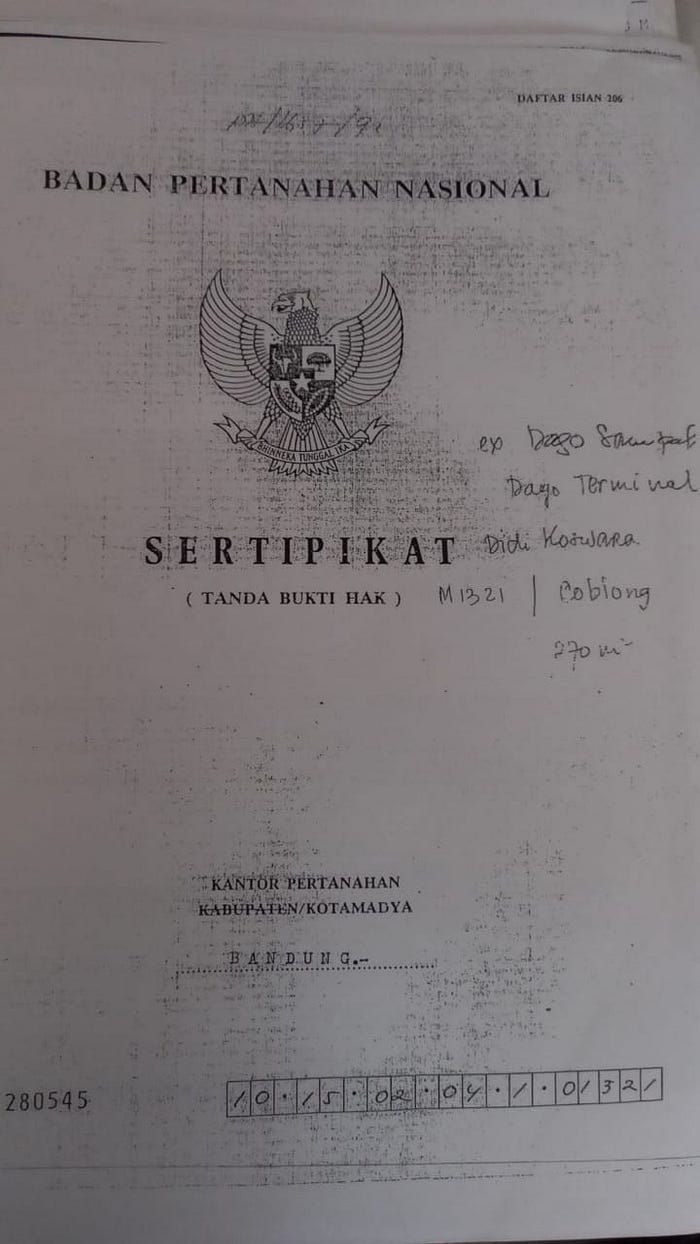 DAFTAR ISIAN 206
BADAN PERTANAHAN NASIONAL
BHINNEKA TUNGGAL IKA
ex Dago
Dago Terminal
SERTIPIKAT Didi Koswara
( TANDA BUKTI HAK ) M 1321 | Cobiong
270 m²
KANTOR PERTANAHAN
KABUPATEN/KOTAMADYA
BANDUNG.-
280545 10.15.02.04.1.01321